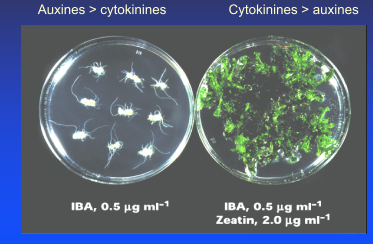 Auxines > cytokinines
Cytokinines > auxines
IBA, 0.5 µg ml⁻¹
IBA, 0.5 µg ml⁻¹
Zeatin, 2.0 µg ml⁻¹